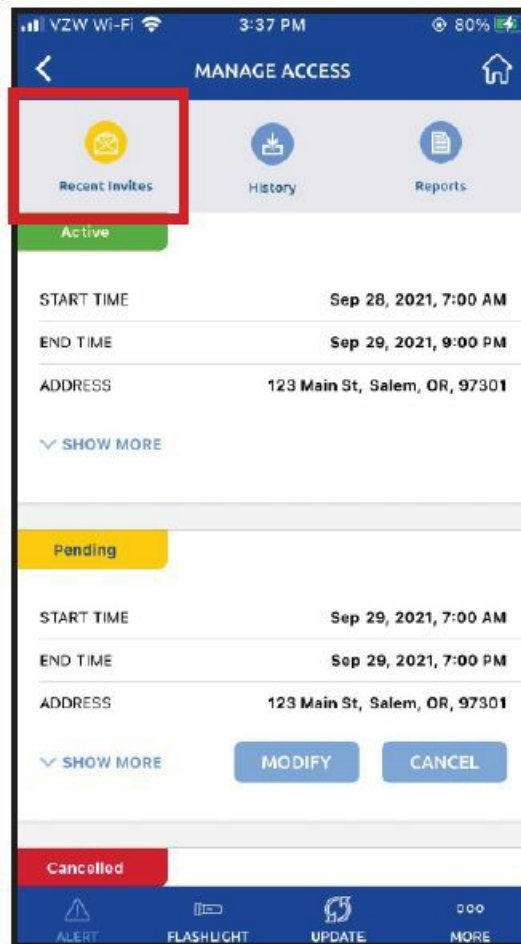 VZW Wi-Fi 3:37 PM 80%
MANAGE ACCESS
Recent Invites History Reports
Active
START TIME Sep 28, 2021, 7:00 AM
END TIME Sep 29, 2021, 9:00 PM
ADDRESS 123 Main St, Salem, OR, 97301
SHOW MORE
Pending
START TIME Sep 29, 2021, 7:00 AM
END TIME Sep 29, 2021, 7:00 PM
ADDRESS 123 Main St, Salem, OR, 97301
SHOW MORE MODIFY CANCEL
Cancelled
ALERT FLASHLIGHT UPDATE MORE